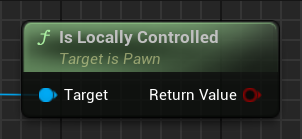 f Is Locally Controlled
Target is Pawn
Target Return Value